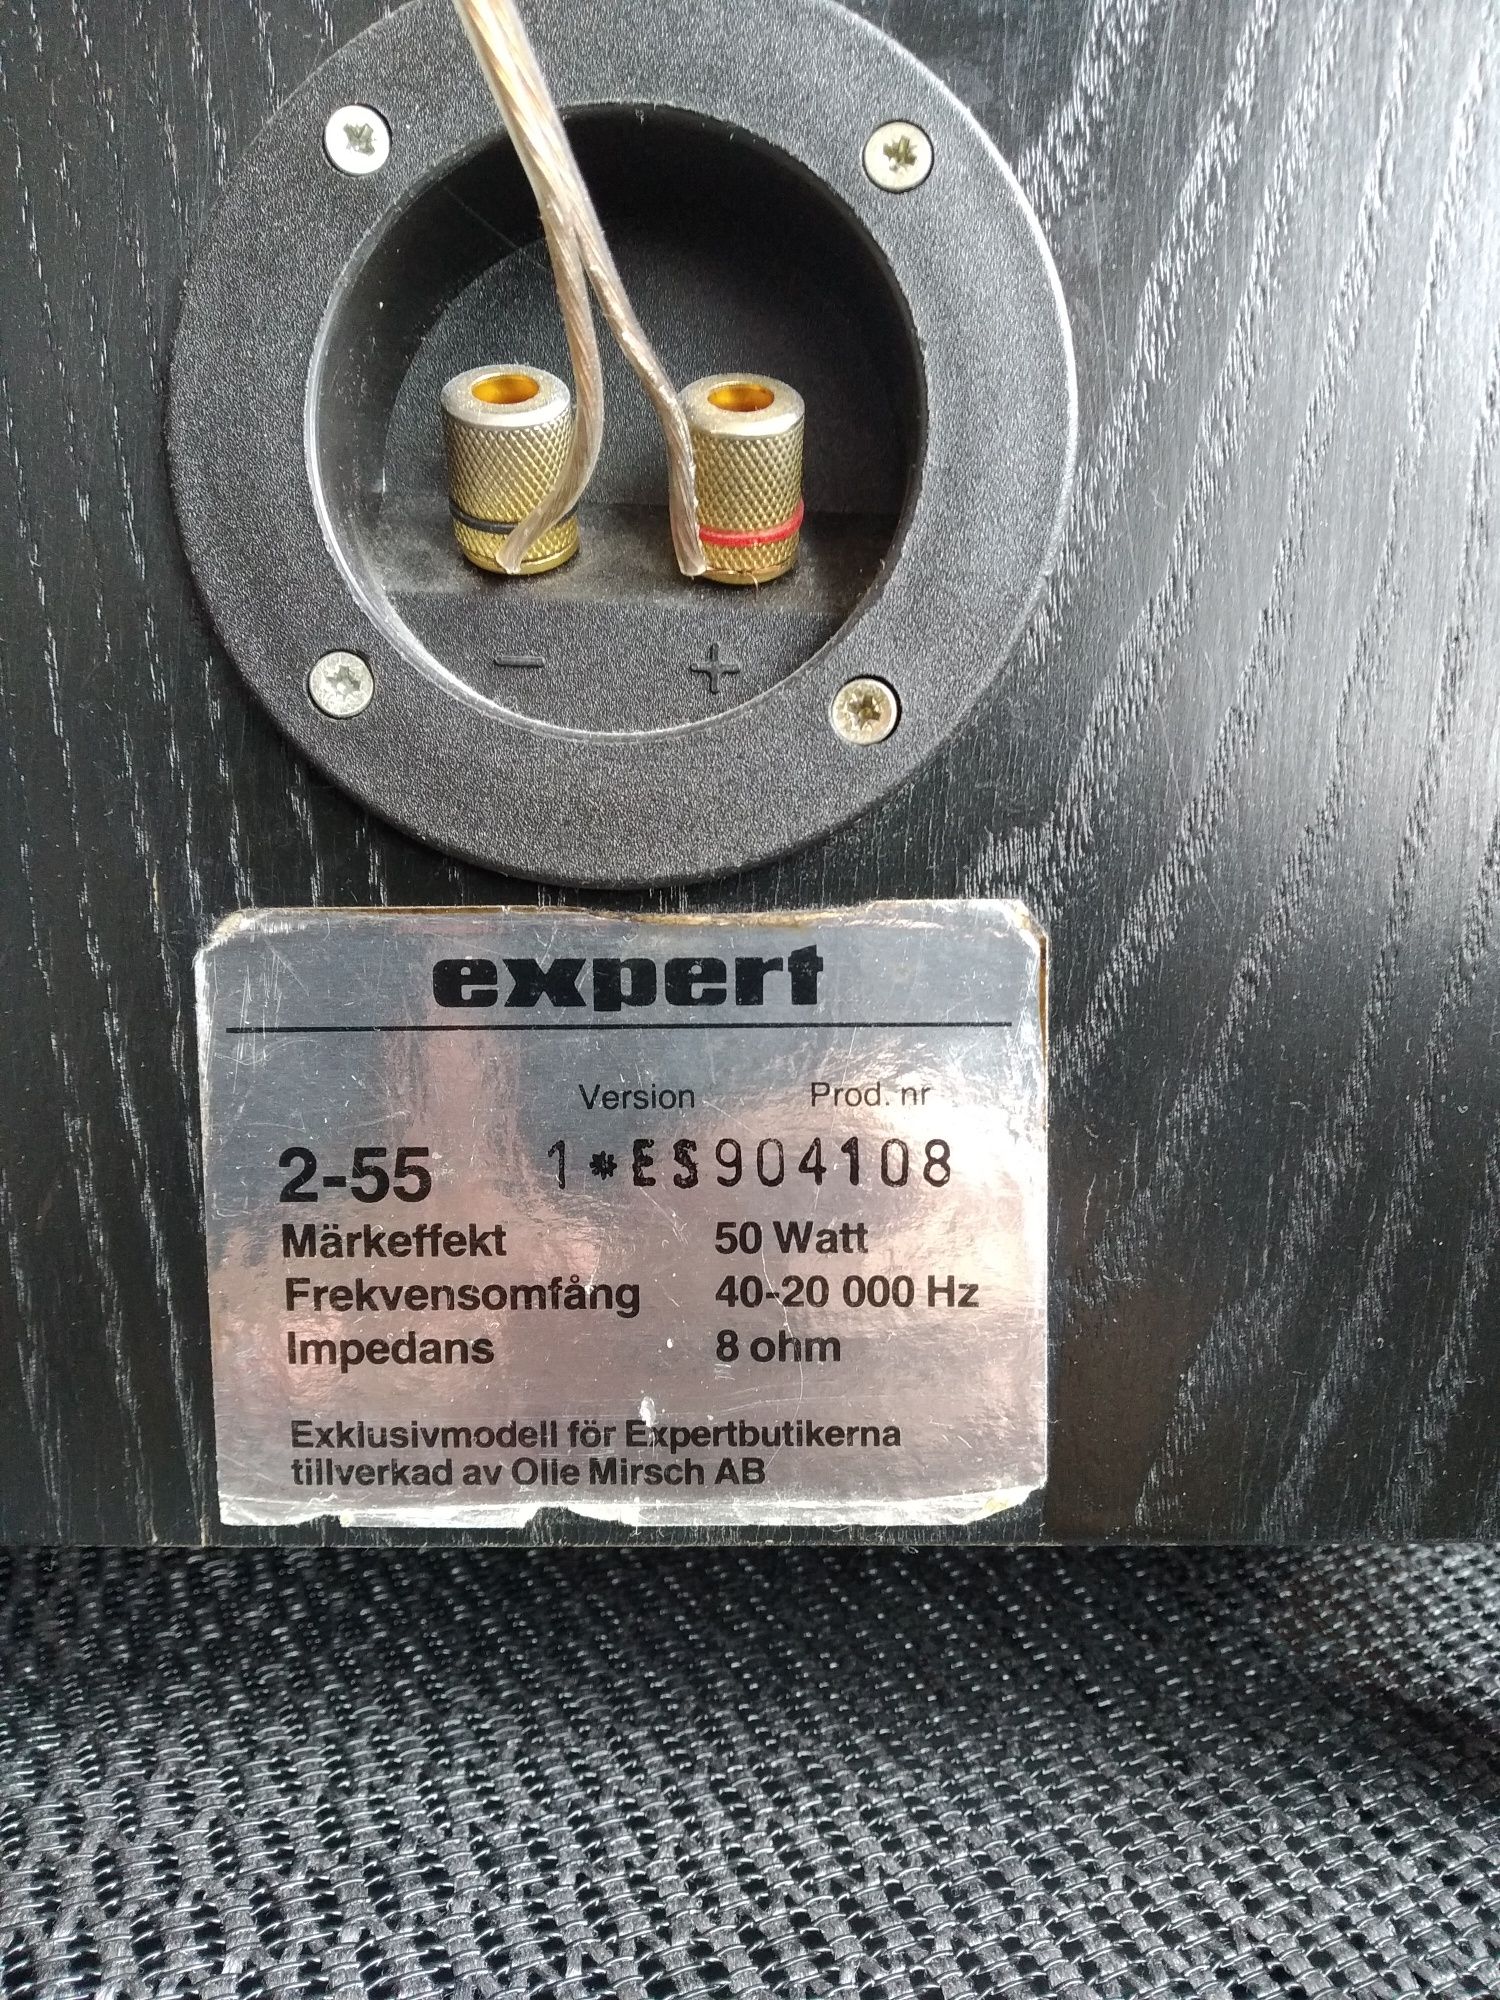 − +
expert
Version Prod. nr
2-55 1*ES904108
Märkeffekt 50 Watt
Frekvensomfång 40-20 000 Hz
Impedans 8 ohm
Exklusivmodell för Expertbutikerna
tillverkad av Olle Mirsch AB